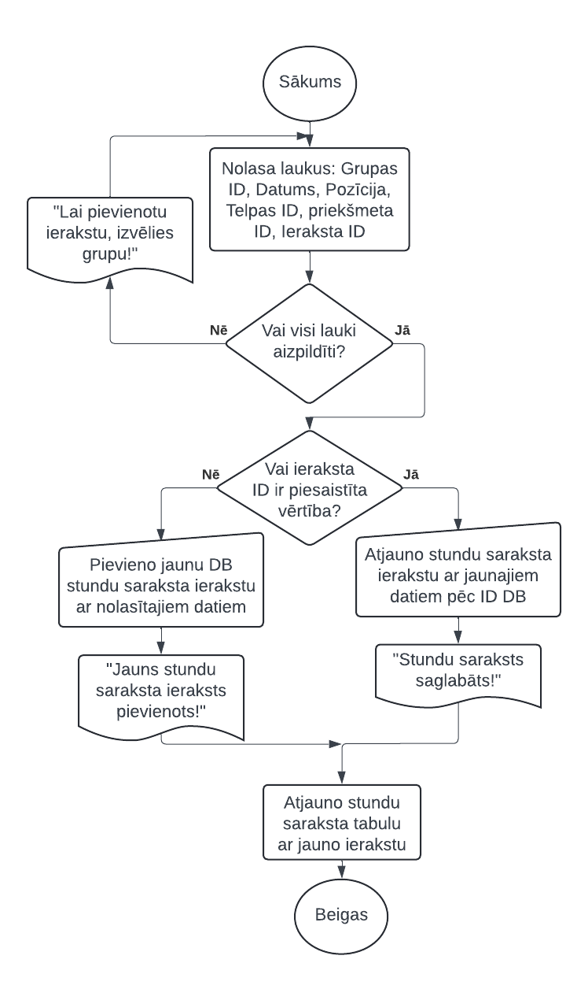 Sākums
Nolasa laukus: Grupas
ID, Datums, Pozīcija,
Telpas ID, priekšmeta
ID, Ieraksta ID
"Lai pievienotu
ierakstu, izvēlies
grupu!"
Nē
Jā
Vai visi lauki
aizpildīti?
Nē
Jā
Vai ieraksta
ID ir piesaistīta
vērtība?
Pievieno jaunu DB
stundu saraksta ierakstu
ar nolasītajiem datiem
Atjauno stundu saraksta
ierakstu ar jaunajiem
datiem pēc ID DB
"Jauns stundu
saraksta ieraksts
pievienots!"
"Stundu saraksts
saglabāts!"
Atjauno stundu
saraksta tabulu
ar jauno ierakstu
Beigas